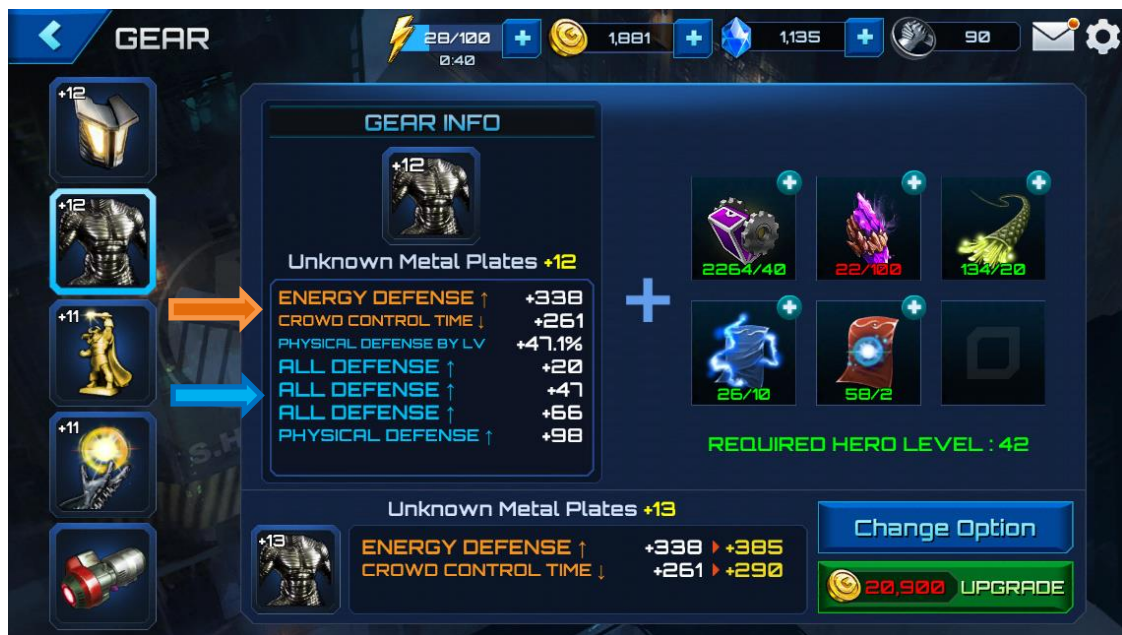 GEAR
28/100
0:40
1,881
1,135
90
+12
+12
+11
+11
GEAR INFO
+12
Unknown Metal Plates +12
ENERGY DEFENSE ↑ +338
CROWD CONTROL TIME ↓ +261
PHYSICAL DEFENSE BY LV +47.1%
ALL DEFENSE ↑ +20
ALL DEFENSE ↑ +47
ALL DEFENSE ↑ +66
PHYSICAL DEFENSE ↑ +98
2264/40
22/100
134/20
26/10
58/2
REQUIRED HERO LEVEL : 42
Unknown Metal Plates +13
+13
ENERGY DEFENSE ↑ +338 +385
CROWD CONTROL TIME ↓ +261 +290
Change Option
20,900 UPGRADE